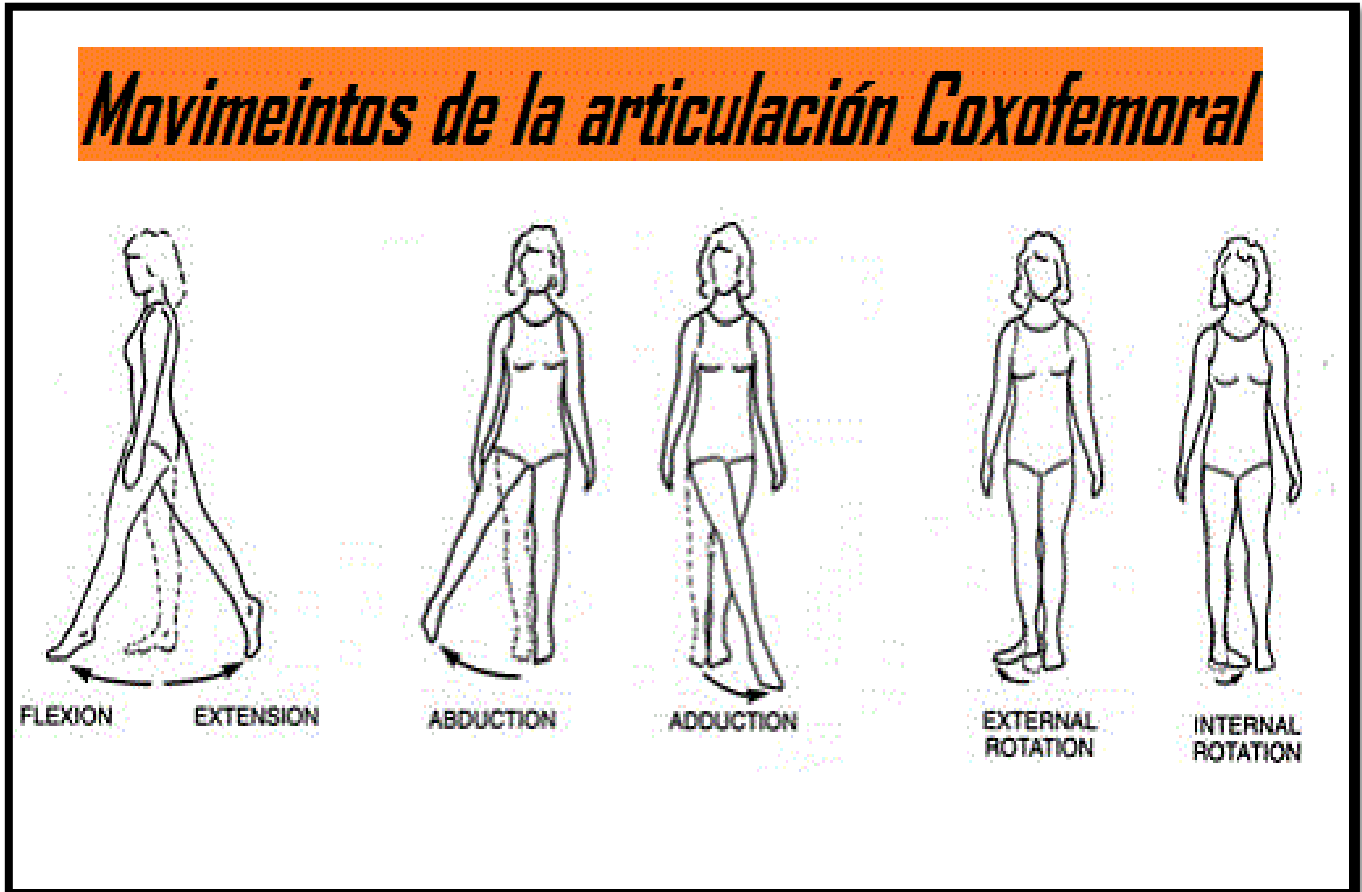 Movimeintos de la articulación Coxofemoral
FLEXION
EXTENSION
ABDUCTION
ADDUCTION
EXTERNAL
ROTATION
INTERNAL
ROTATION